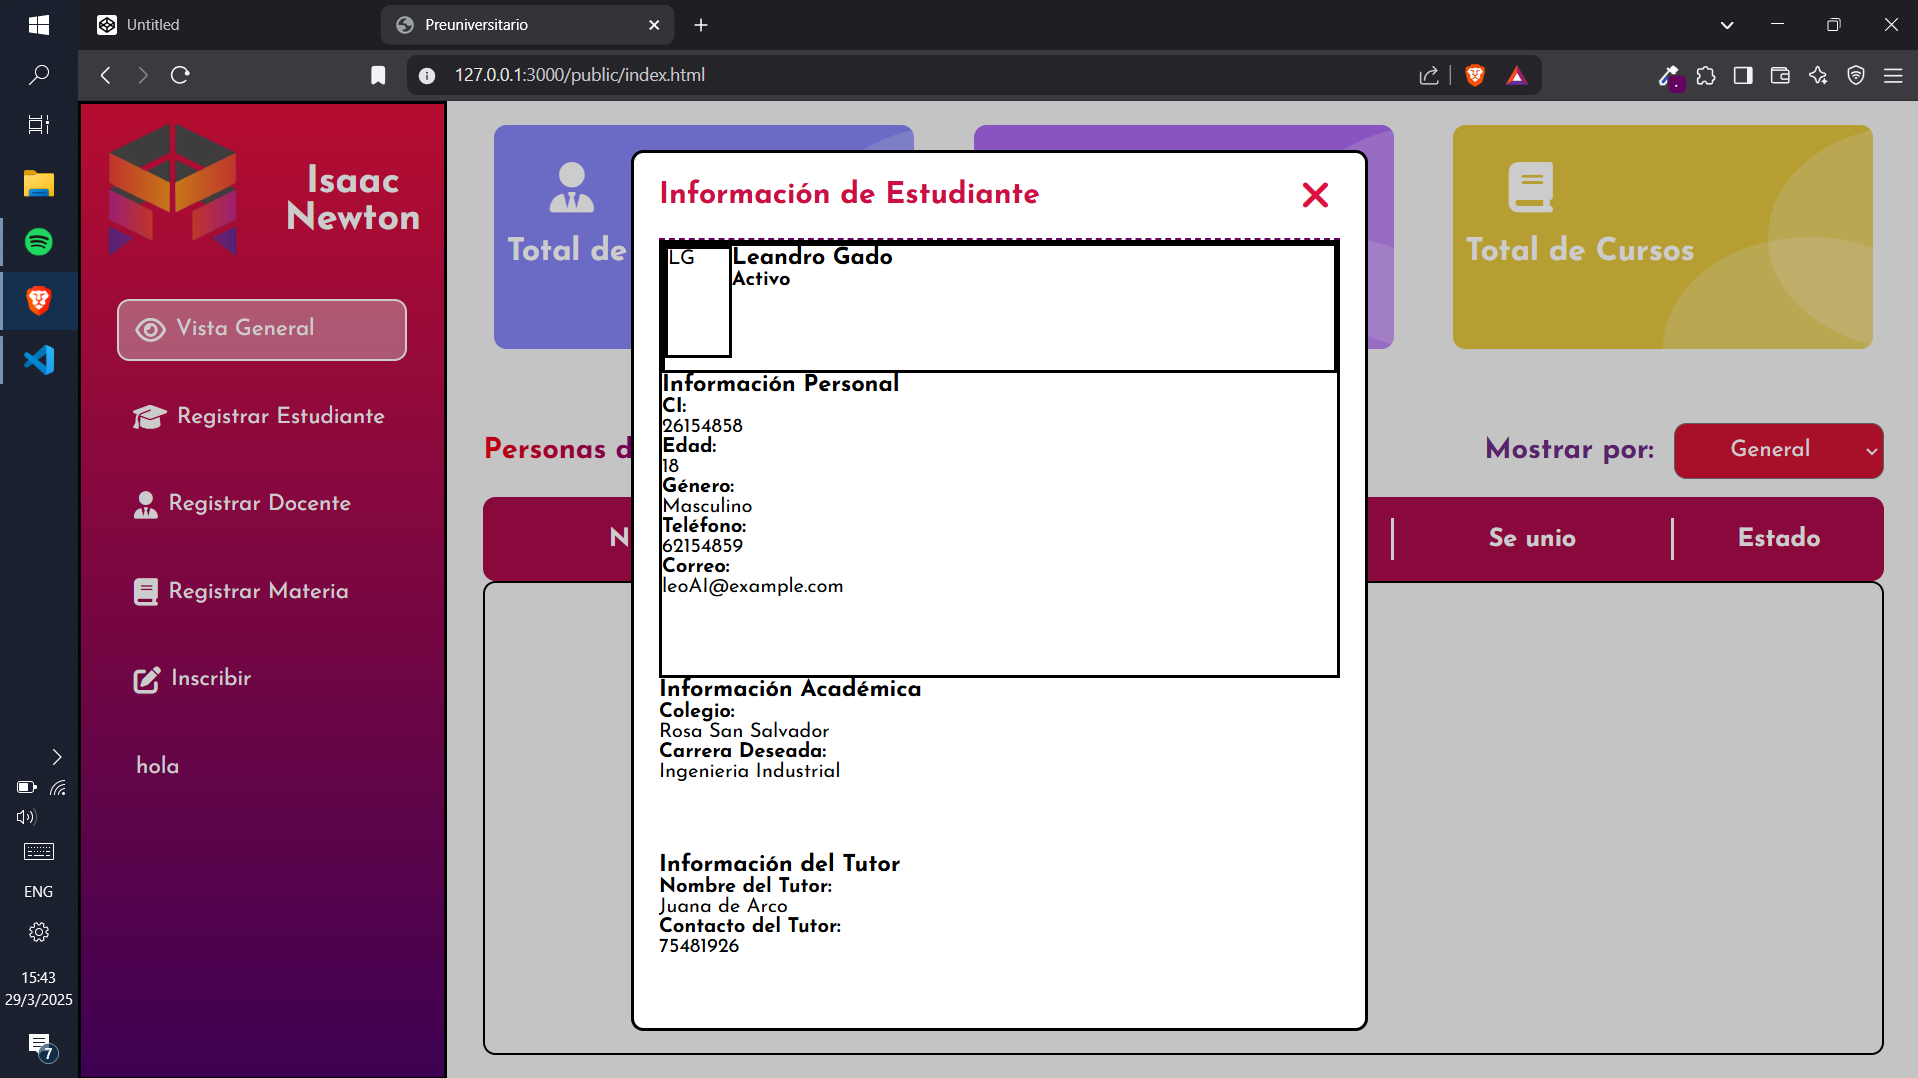 Untitled
Preuniversitario
127.0.0.1:3000/public/index.html
Isaac
Newton
Vista General
Registrar Estudiante
Registrar Docente
Registrar Materia
Inscribir
hola
Total de
Total de Cursos
Personas d
Mostrar por:
General
N
Se unio
Estado
Información de Estudiante
LG
Leandro Gado
Activo
Información Personal
CI:
26154858
Edad:
18
Género:
Masculino
Teléfono:
62154859
Correo:
leoAl@example.com
Información Académica
Colegio:
Rosa San Salvador
Carrera Deseada:
Ingenieria Industrial
Información del Tutor
Nombre del Tutor:
Juana de Arco
Contacto del Tutor:
75481926
ENG
15:43
29/3/2025
7